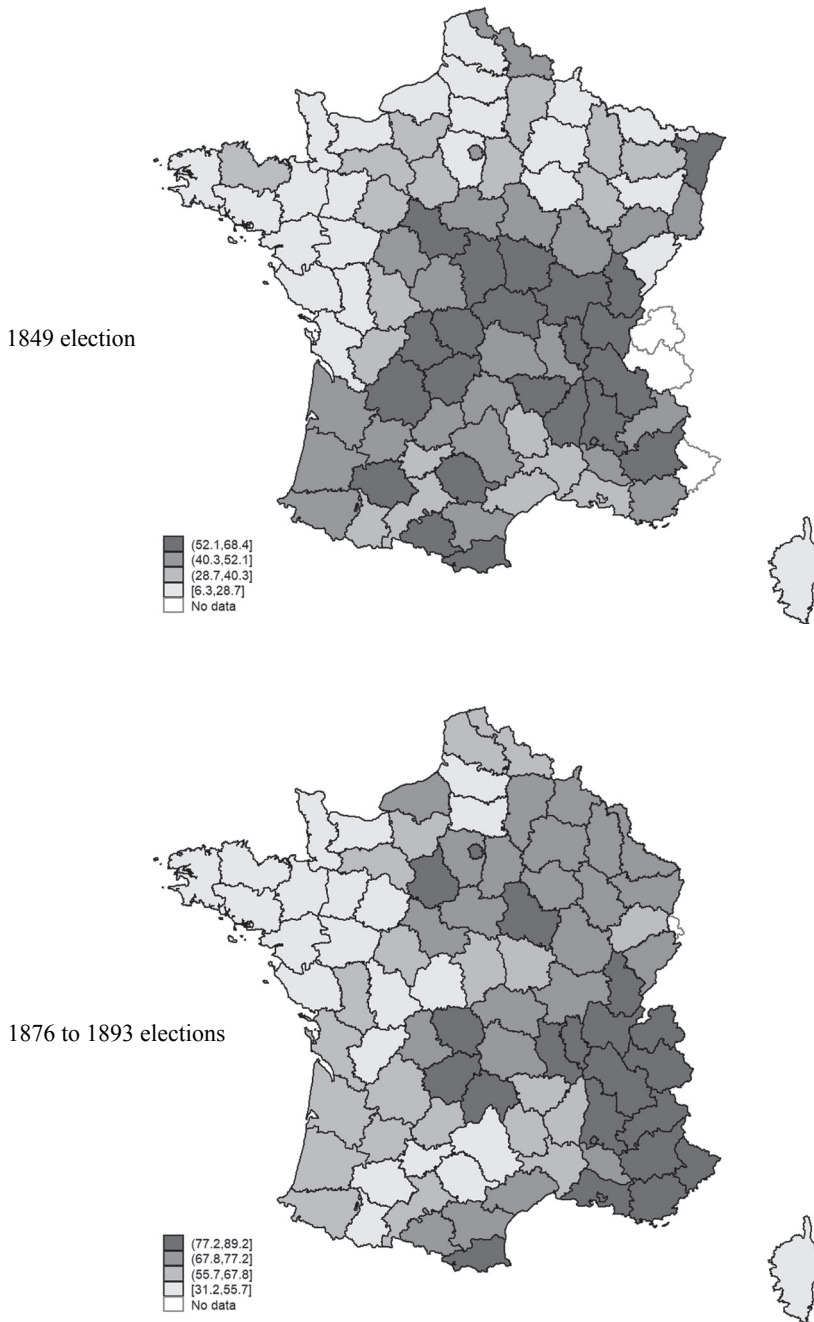 1849 election
(52.1,68.4]
(40.3,52.1]
(28.7,40.3]
[6.3,28.7]
No data
1876 to 1893 elections
(77.2,89.2]
(67.8,77.2]
(55.7,67.8]
[31.2,55.7]
No data